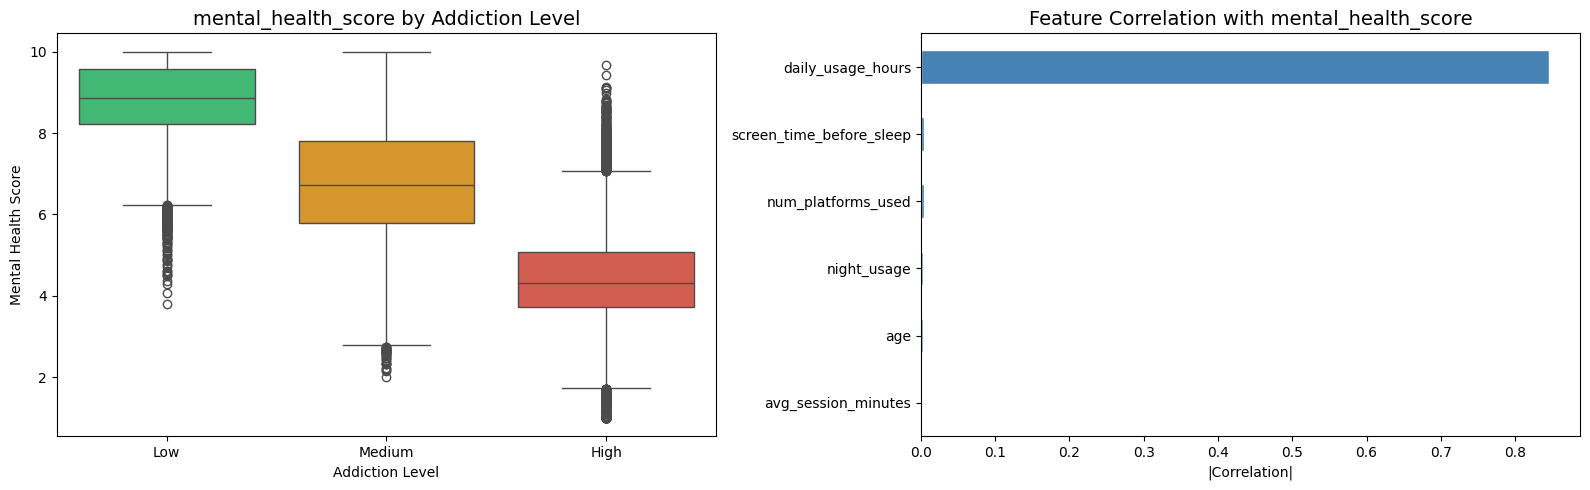 mental_health_score by Addiction Level
Mental Health Score
10
8
6
4
2
Low Medium High
Addiction Level
Feature Correlation with mental_health_score
daily_usage_hours
screen_time_before_sleep
num_platforms_used
night_usage
age
avg_session_minutes
0.0 0.1 0.2 0.3 0.4 0.5 0.6 0.7 0.8
|Correlation|